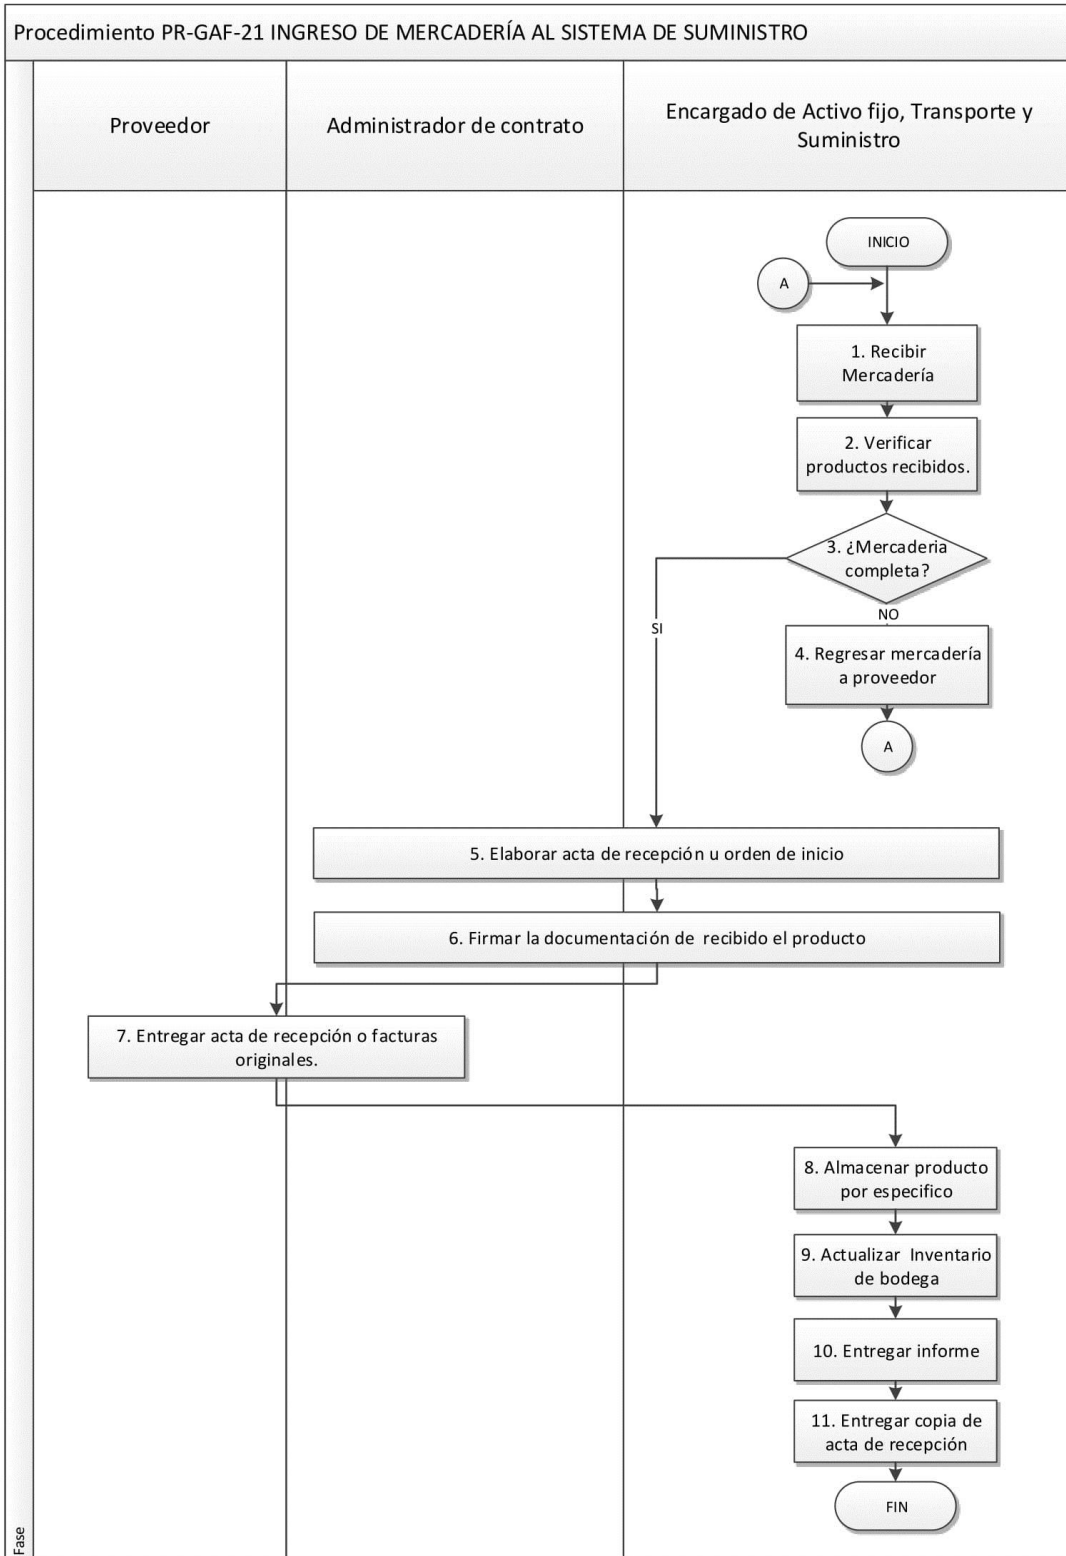 Procedimiento PR-GAF-21 INGRESO DE MERCADERÍA AL SISTEMA DE SUMINISTRO
Proveedor
Administrador de contrato
Encargado de Activo fijo, Transporte y
Suministro
INICIO
A
1. Recibir
Mercadería
2. Verificar
productos recibidos.
3. ¿Mercaderia
completa?
NO
SI
4. Regresar mercadería
a proveedor
A
5. Elaborar acta de recepción u orden de inicio
6. Firmar la documentación de recibido el producto
7. Entregar acta de recepción o facturas
originales.
8. Almacenar producto
por especifico
9. Actualizar Inventario
de bodega
10. Entregar informe
11. Entregar copia de
acta de recepción
FIN
Fase